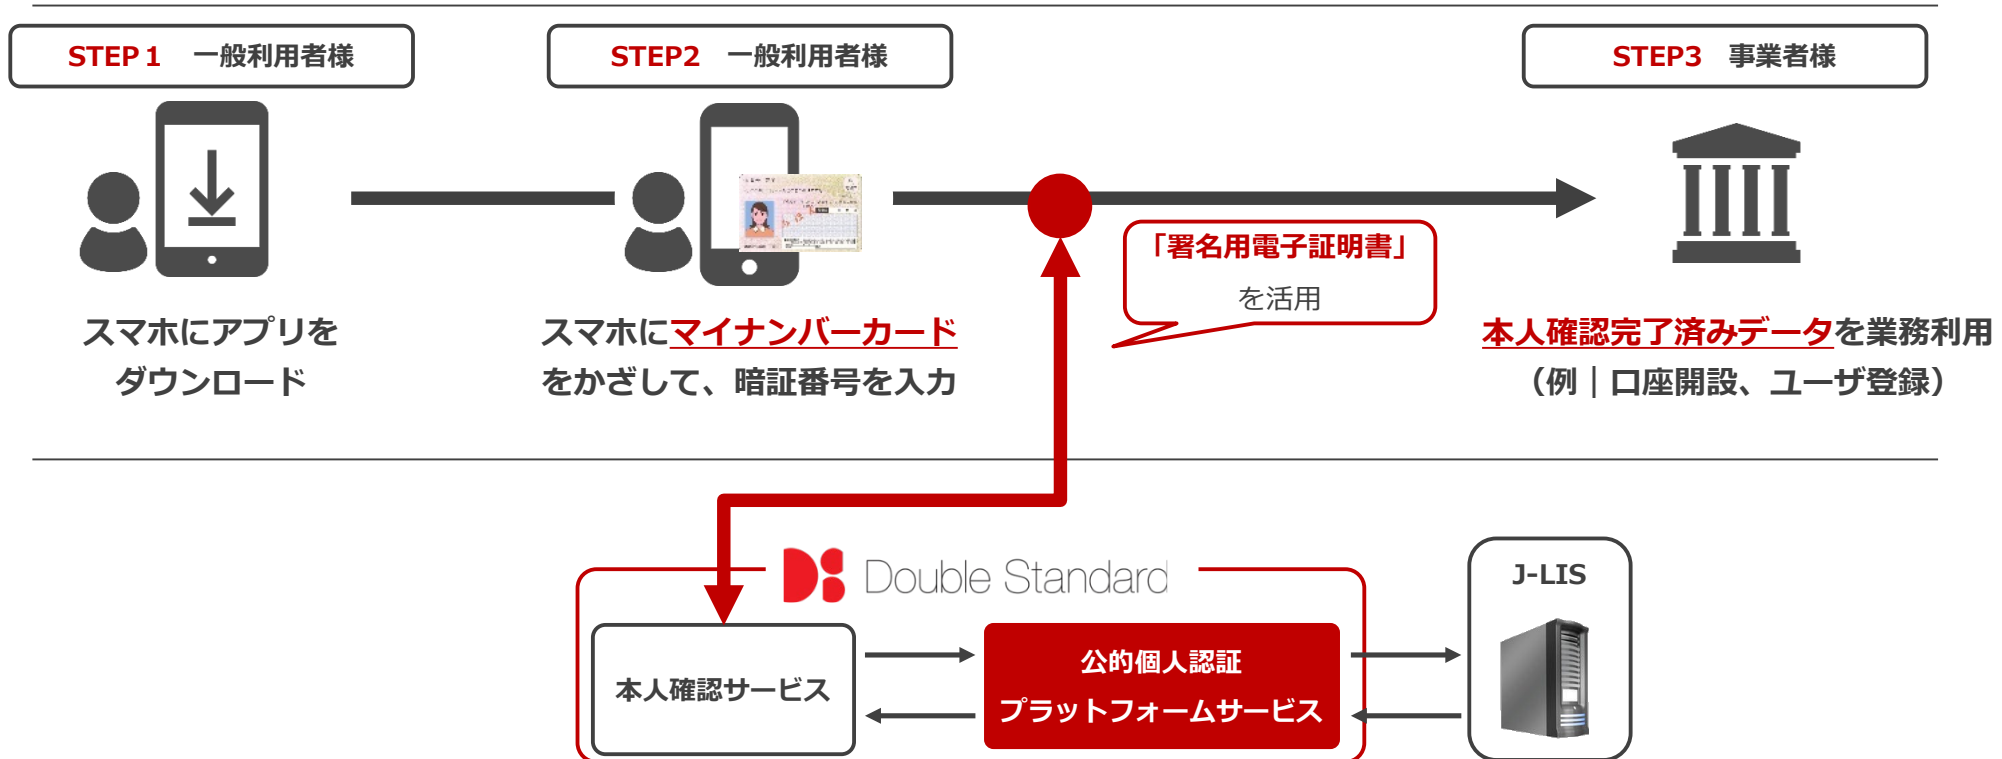 STEP１ 一般利用者様
STEP2 一般利用者様
STEP3 事業者様
スマホにアプリを
ダウンロード
スマホにマイナンバーカード
をかざして、暗証番号を入力
「署名用電子証明書」
を活用
本人確認完了済みデータを業務利用
（例｜口座開設、ユーザ登録）
Double Standard
本人確認サービス
公的個人認証
プラットフォームサービス
J-LIS